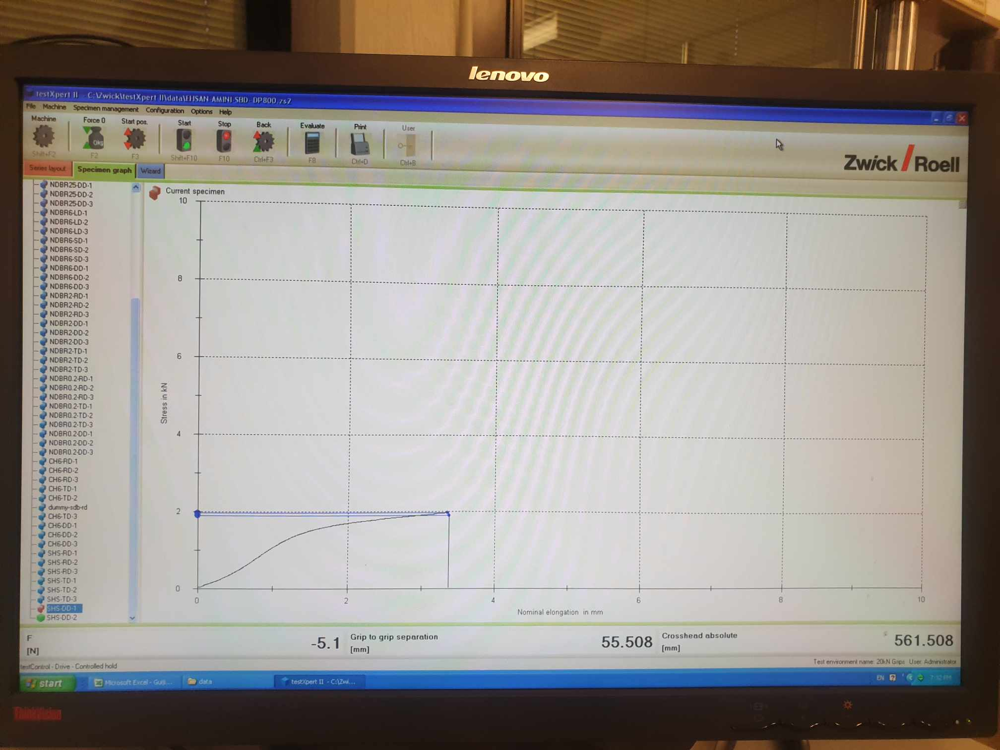 lenovo
testXpert II - C:\Zwick\testXpert II\data\EHSAN-AMINI-SBD- DP800.zs2
File Machine Specimen management Configuration Options Help
Machine Force 0 Start pos. Start Stop Back Evaluate Print User
0kg
Shift+F2 F2 F3 Shift+F10 F10 Ctrl+F3 F8 Ctrl+D Ctrl+B
Zwick / Roell
Series layout Specimen graph Wizard
NDBR25-DD-1
NDBR25-DD-2
NDBR25-DD-3
NDBR6-LD-1
NDBR6-LD-2
NDBR6-LD-3
NDBR6-SD-1
NDBR6-SD-2
NDBR6-SD-3
NDBR6-DD-1
NDBR6-DD-2
NDBR6-DD-3
NDBR2-RD-1
NDBR2-RD-2
NDBR2-RD-3
NDBR2-DD-1
NDBR2-DD-2
NDBR2-DD-3
NDBR2-TD-1
NDBR2-TD-2
NDBR2-TD-3
NDBR0.2-RD-1
NDBR0.2-RD-2
NDBR0.2-RD-3
NDBR0.2-TD-1
NDBR0.2-TD-2
NDBR0.2-TD-3
NDBR0.2-DD-1
NDBR0.2-DD-2
NDBR0.2-DD-3
CH6-RD-1
CH6-RD-2
CH6-RD-3
CH6-TD-1
CH6-TD-2
dummy-sdb-rd
CH6-TD-3
CH6-DD-1
CH6-DD-2
CH6-DD-3
SHS-RD-1
SHS-RD-2
SHS-RD-3
SHS-TD-1
SHS-TD-2
SHS-TD-3
SHS-DD-1
SHS-DD-2
Current specimen
10
8
6
4
2
0
Stress in kN
0 2 4 6 8 10
Nominal elongation in mm
F
[N]
-5.1
Grip to grip separation
[mm]
55.508
Crosshead absolute
[mm]
561.508
testControl - Drive - Controlled hold
Test environment name: 20kN Grips User: Administrator
start Microsoft Excel - Guiji... data testXpert II - C:\Zwi... EN 7:32 PM
ThinkVision